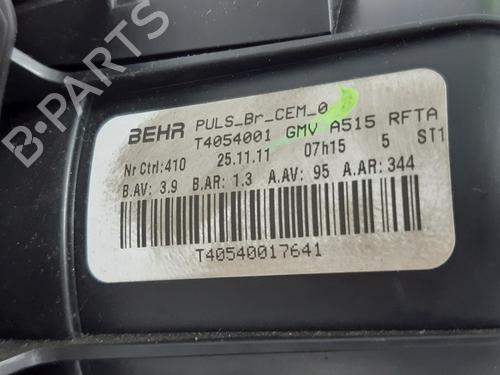 BEHR PULS_Br_CEM_0
T4054001 GMV A515 RFTA
Nr Ctrl:410 25.11.11 07h15 5 ST1
B.AV: 3.9 B.AR: 1.3 A.AV: 95 A.AR: 344
T40540017641
B-PARTS